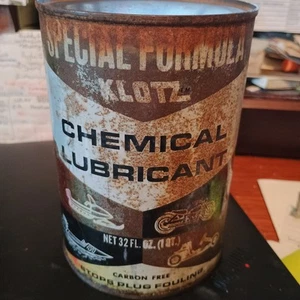 SPECIAL FORMULA
KLOTZ
CHEMICAL
LUBRICANT
NET 32 FL. OZ. (1 QT.)
CARBON FREE
STOPS PLUG FOULING